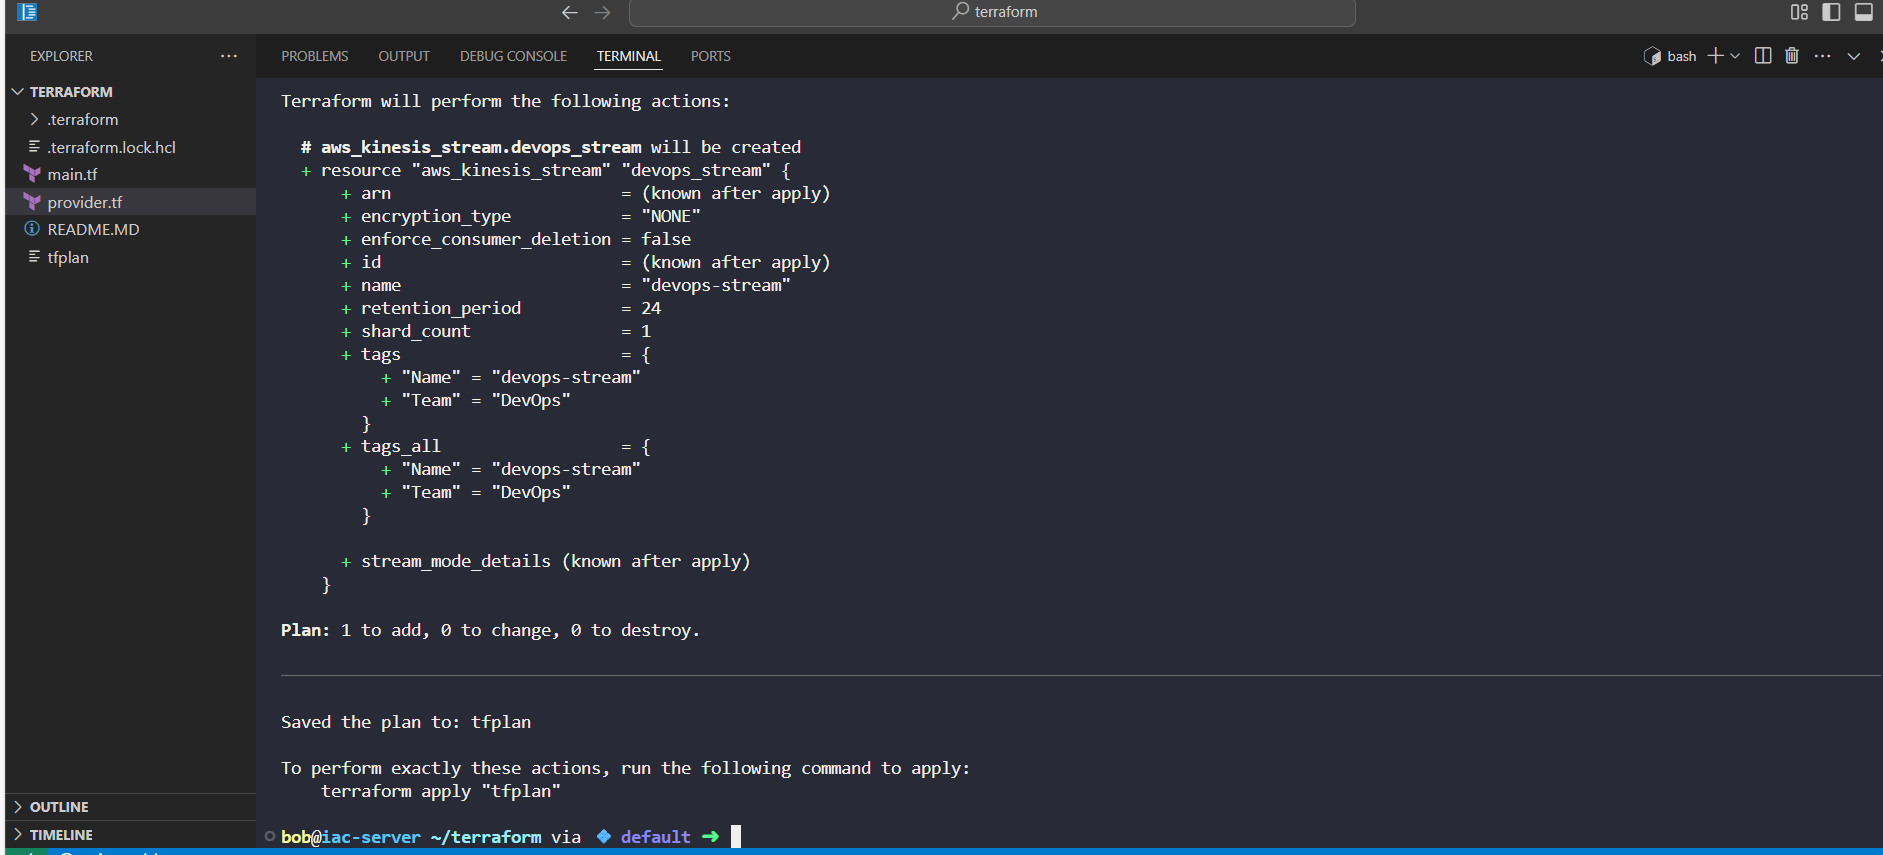 terraform
EXPLORER
PROBLEMS OUTPUT DEBUG CONSOLE TERMINAL PORTS
bash
TERRAFORM
.terraform
.terraform.lock.hcl
main.tf
provider.tf
README.MD
tfplan
OUTLINE
TIMELINE
Terraform will perform the following actions:
# aws_kinesis_stream.devops_stream will be created
+ resource "aws_kinesis_stream" "devops_stream" {
+ arn = (known after apply)
+ encryption_type = "NONE"
+ enforce_consumer_deletion = false
+ id = (known after apply)
+ name = "devops-stream"
+ retention_period = 24
+ shard_count = 1
+ tags = {
+ "Name" = "devops-stream"
+ "Team" = "DevOps"
}
+ tags_all = {
+ "Name" = "devops-stream"
+ "Team" = "DevOps"
}
+ stream_mode_details (known after apply)
}
Plan: 1 to add, 0 to change, 0 to destroy.
Saved the plan to: tfplan
To perform exactly these actions, run the following command to apply:
terraform apply "tfplan"
bob@iac-server ~/terraform via default ➜